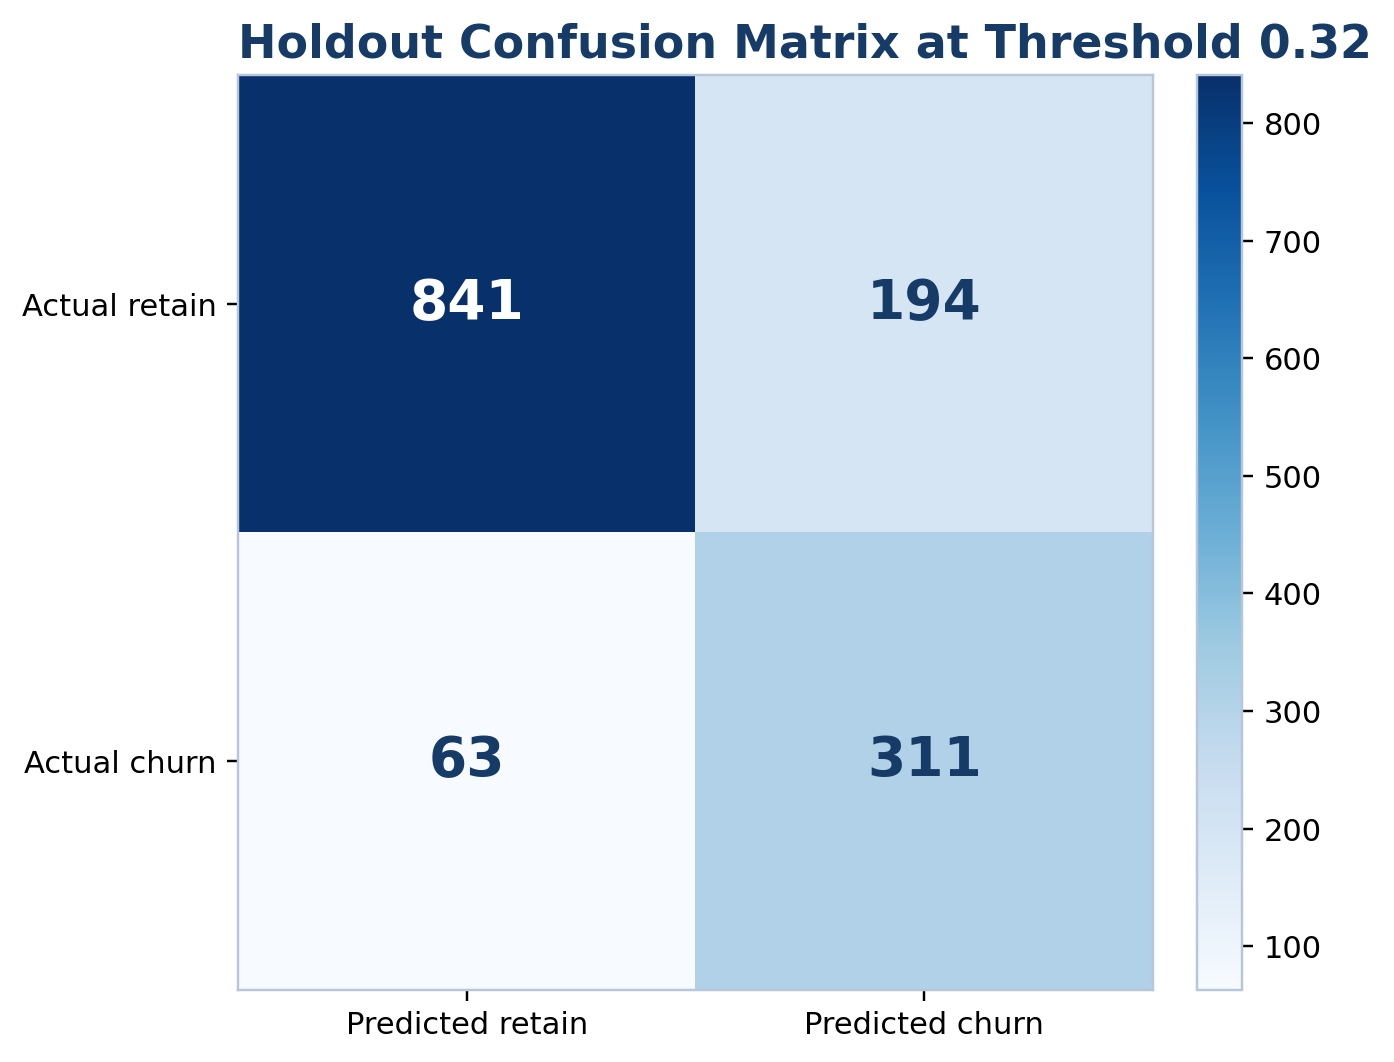 Holdout Confusion Matrix at Threshold 0.32
Actual retain
841
194
Actual churn
63
311
Predicted retain
Predicted churn
800
700
600
500
400
300
200
100